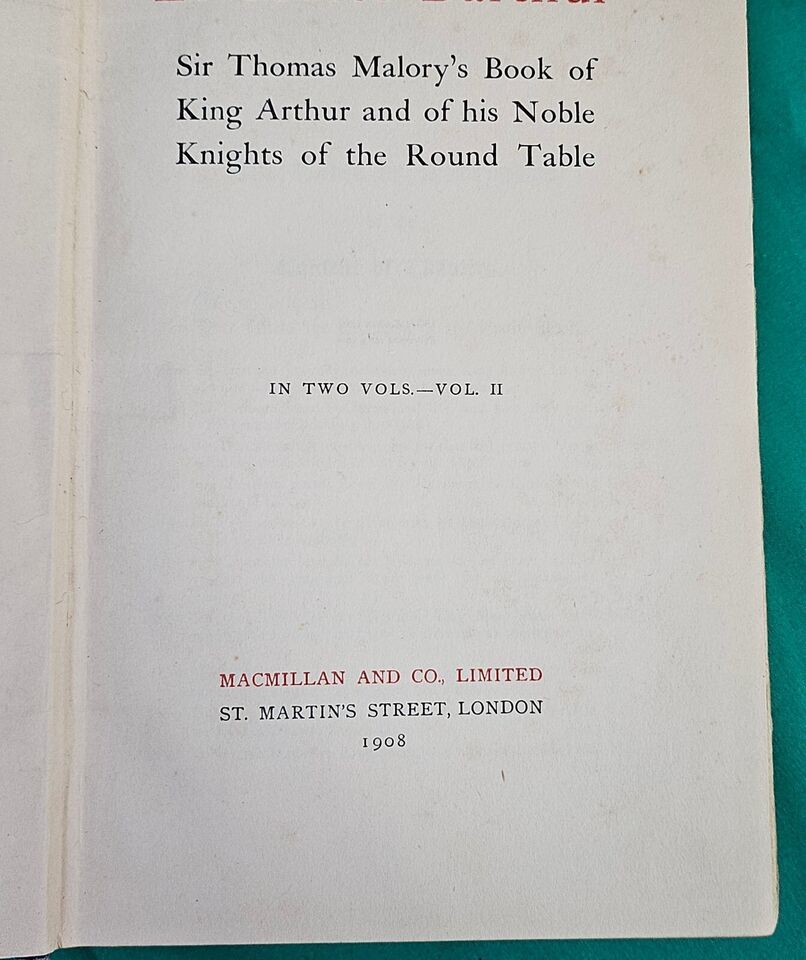 Sir Thomas Malory's Book of
King Arthur and of his Noble
Knights of the Round Table
IN TWO VOLS.—VOL. II
MACMILLAN AND CO., LIMITED
ST. MARTIN'S STREET, LONDON
1908